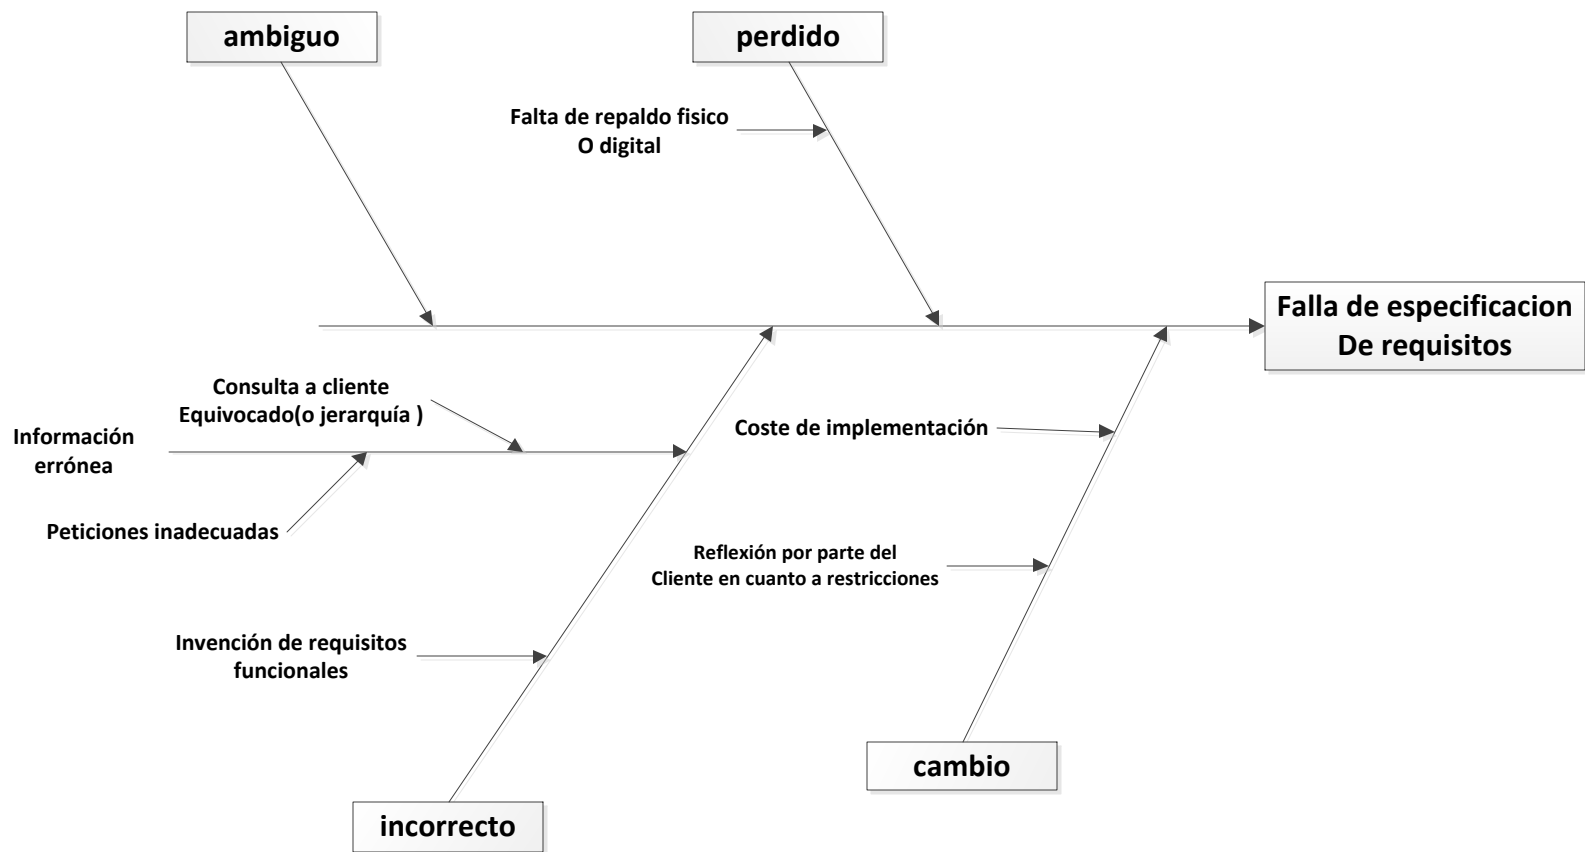 ambiguo
perdido
Falta de repaldo fisico
O digital
Falla de especificacion
De requisitos
Consulta a cliente
Equivocado(o jerarquía )
Información
errónea
Peticiones inadecuadas
Coste de implementación
Reflexión por parte del
Cliente en cuanto a restricciones
Invención de requisitos
funcionales
cambio
incorrecto